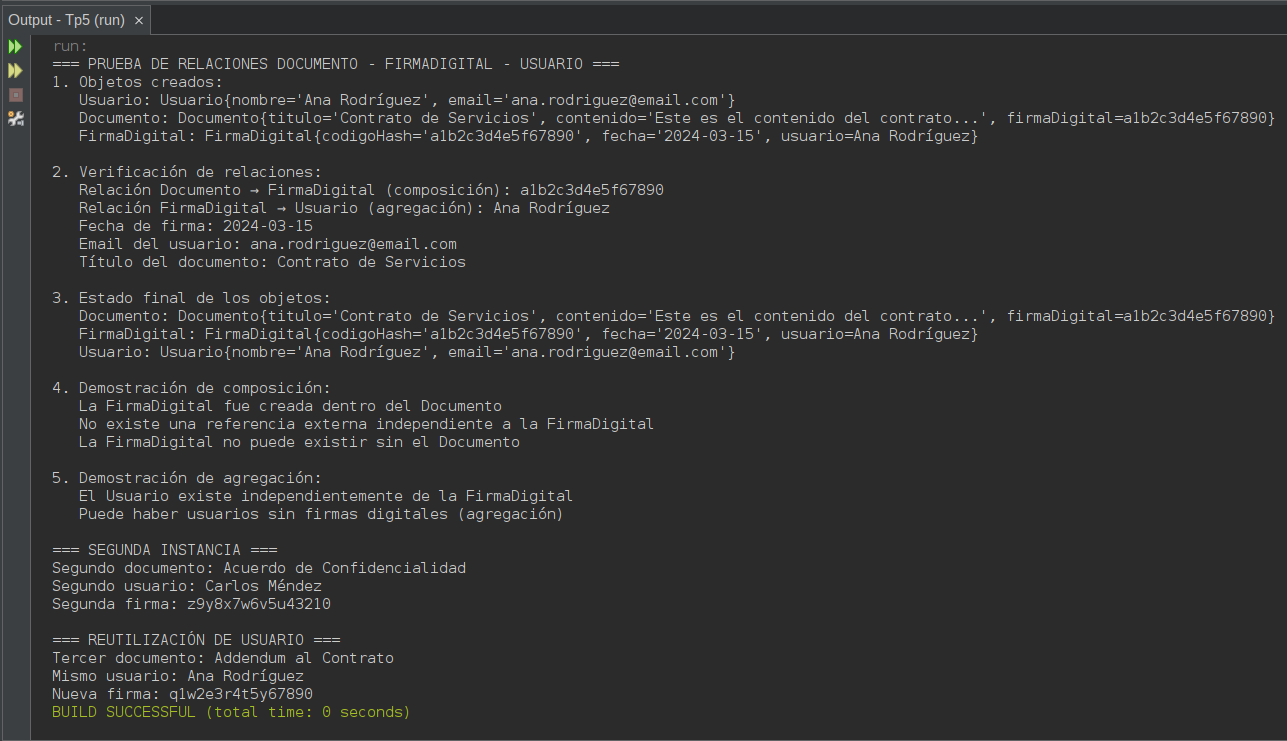 Output - Tp5 (run) ×
run:
=== PRUEBA DE RELACIONES DOCUMENTO - FIRMADIGITAL - USUARIO ===
1. Objetos creados:
Usuario: Usuario{nombre='Ana Rodríguez', email='ana.rodriguez@email.com'}
Documento: Documento{titulo='Contrato de Servicios', contenido='Este es el contenido del contrato...', firmaDigital=a1b2c3d4e5f67890}
FirmaDigital: FirmaDigital{codigoHash='a1b2c3d4e5f67890', fecha='2024-03-15', usuario=Ana Rodríguez}
2. Verificación de relaciones:
Relación Documento → FirmaDigital (composición): a1b2c3d4e5f67890
Relación FirmaDigital → Usuario (agregación): Ana Rodríguez
Fecha de firma: 2024-03-15
Email del usuario: ana.rodriguez@email.com
Título del documento: Contrato de Servicios
3. Estado final de los objetos:
Documento: Documento{titulo='Contrato de Servicios', contenido='Este es el contenido del contrato...', firmaDigital=a1b2c3d4e5f67890}
FirmaDigital: FirmaDigital{codigoHash='a1b2c3d4e5f67890', fecha='2024-03-15', usuario=Ana Rodríguez}
Usuario: Usuario{nombre='Ana Rodríguez', email='ana.rodriguez@email.com'}
4. Demostración de composición:
La FirmaDigital fue creada dentro del Documento
No existe una referencia externa independiente a la FirmaDigital
La FirmaDigital no puede existir sin el Documento
5. Demostración de agregación:
El Usuario existe independientemente de la FirmaDigital
Puede haber usuarios sin firmas digitales (agregación)
=== SEGUNDA INSTANCIA ===
Segundo documento: Acuerdo de Confidencialidad
Segundo usuario: Carlos Méndez
Segunda firma: z9y8x7w6v5u43210
=== REUTILIZACIÓN DE USUARIO ===
Tercer documento: Addendum al Contrato
Mismo usuario: Ana Rodríguez
Nueva firma: q1w2e3r4t5y67890
BUILD SUCCESSFUL (total time: 0 seconds)